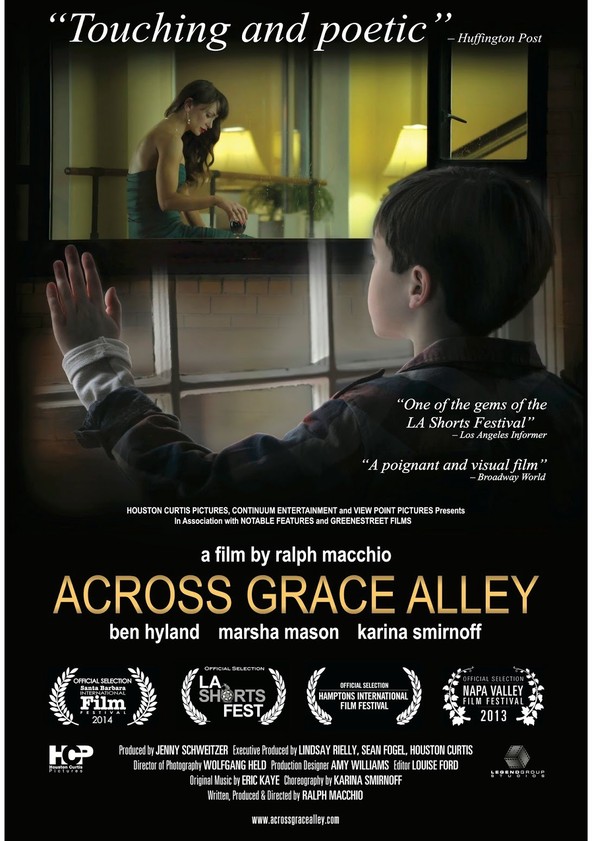 “Touching and poetic” – Huffington Post
“One of the gems of the
LA Shorts Festival”
– Los Angeles Informer
“A poignant and visual film”
– Broadway World
HOUSTON CURTIS PICTURES, CONTINUUM ENTERTAINMENT and VIEW POINT PICTURES Presents
In Association with NOTABLE FEATURES and GREENESTREET FILMS
a film by ralph macchio
ACROSS GRACE ALLEY
ben hyland marsha mason karina smirnoff
OFFICIAL SELECTION
Santa Barbara
INTERNATIONAL
Film
FESTIVAL
2014
OFFICIAL SELECTION
LA
SHORTS
FEST
OFFICIAL SELECTION
HAMPTONS INTERNATIONAL
FILM FESTIVAL
OFFICIAL SELECTION
NAPA VALLEY
FILM FESTIVAL
2013
HCP
Houston Curtis
Pictures
Produced by JENNY SCHWEITZER Executive Produced by LINDSAY RIELLY, SEAN FOGEL, HOUSTON CURTIS
Director of Photography WOLFGANG HELD Production Designer AMY WILLIAMS Editor LOUISE FORD
Original Music by ERIC KAYE Choreography by KARINA SMIRNOFF
Written, Produced & Directed by RALPH MACCHIO
LEGENDGROUP
STUDIOS
www.acrossgracealley.com